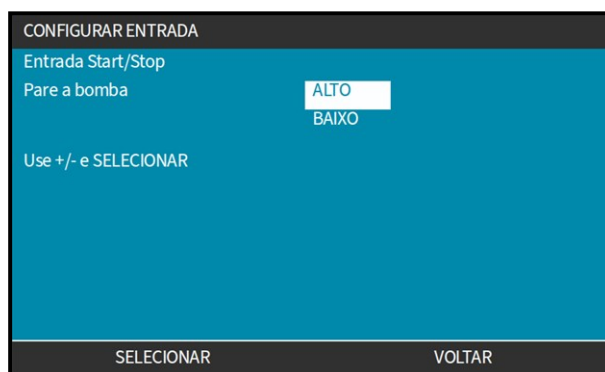 CONFIGURAR ENTRADA
Entrada Start/Stop
Pare a bomba ALTO
BAIXO
Use +/- e SELECIONAR
SELECIONAR VOLTAR